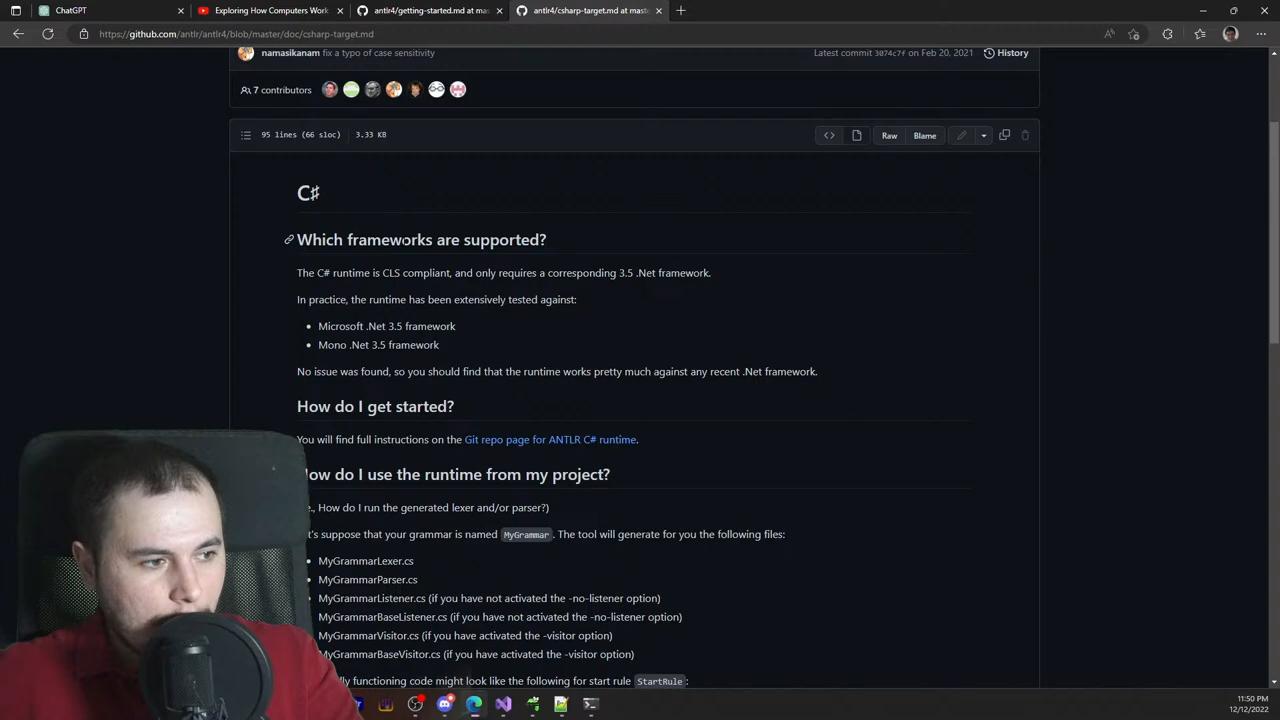 ChatGPT
Exploring How Computers Work
antlr4/getting-started.md at ma
antlr4/csharp-target.md at maste
https://github.com/antlr/antlr4/blob/master/doc/csharp-target.md
namasikanam fix a typo of case sensitivity
Latest commit 3074c7f on Feb 20, 2021
History
7 contributors
95 lines (66 sloc)
3.33 KB
Raw
Blame
C♯
Which frameworks are supported?
The C# runtime is CLS compliant, and only requires a corresponding 3.5 .Net framework.
In practice, the runtime has been extensively tested against:
Microsoft .Net 3.5 framework
Mono .Net 3.5 framework
No issue was found, so you should find that the runtime works pretty much against any recent .Net framework.
How do I get started?
You will find full instructions on the Git repo page for ANTLR C# runtime.
ow do I use the runtime from my project?
., How do I run the generated lexer and/or parser?)
t's suppose that your grammar is named MyGrammar. The tool will generate for you the following files:
MyGrammarLexer.cs
MyGrammarParser.cs
MyGrammarListener.cs (if you have not activated the -no-listener option)
MyGrammarBaseListener.cs (if you have not activated the -no-listener option)
MyGrammarVisitor.cs (if you have activated the -visitor option)
MyGrammarBaseVisitor.cs (if you have activated the -visitor option)
lly functioning code might look like the following for start rule StartRule:
11:50 PM
12/12/2022